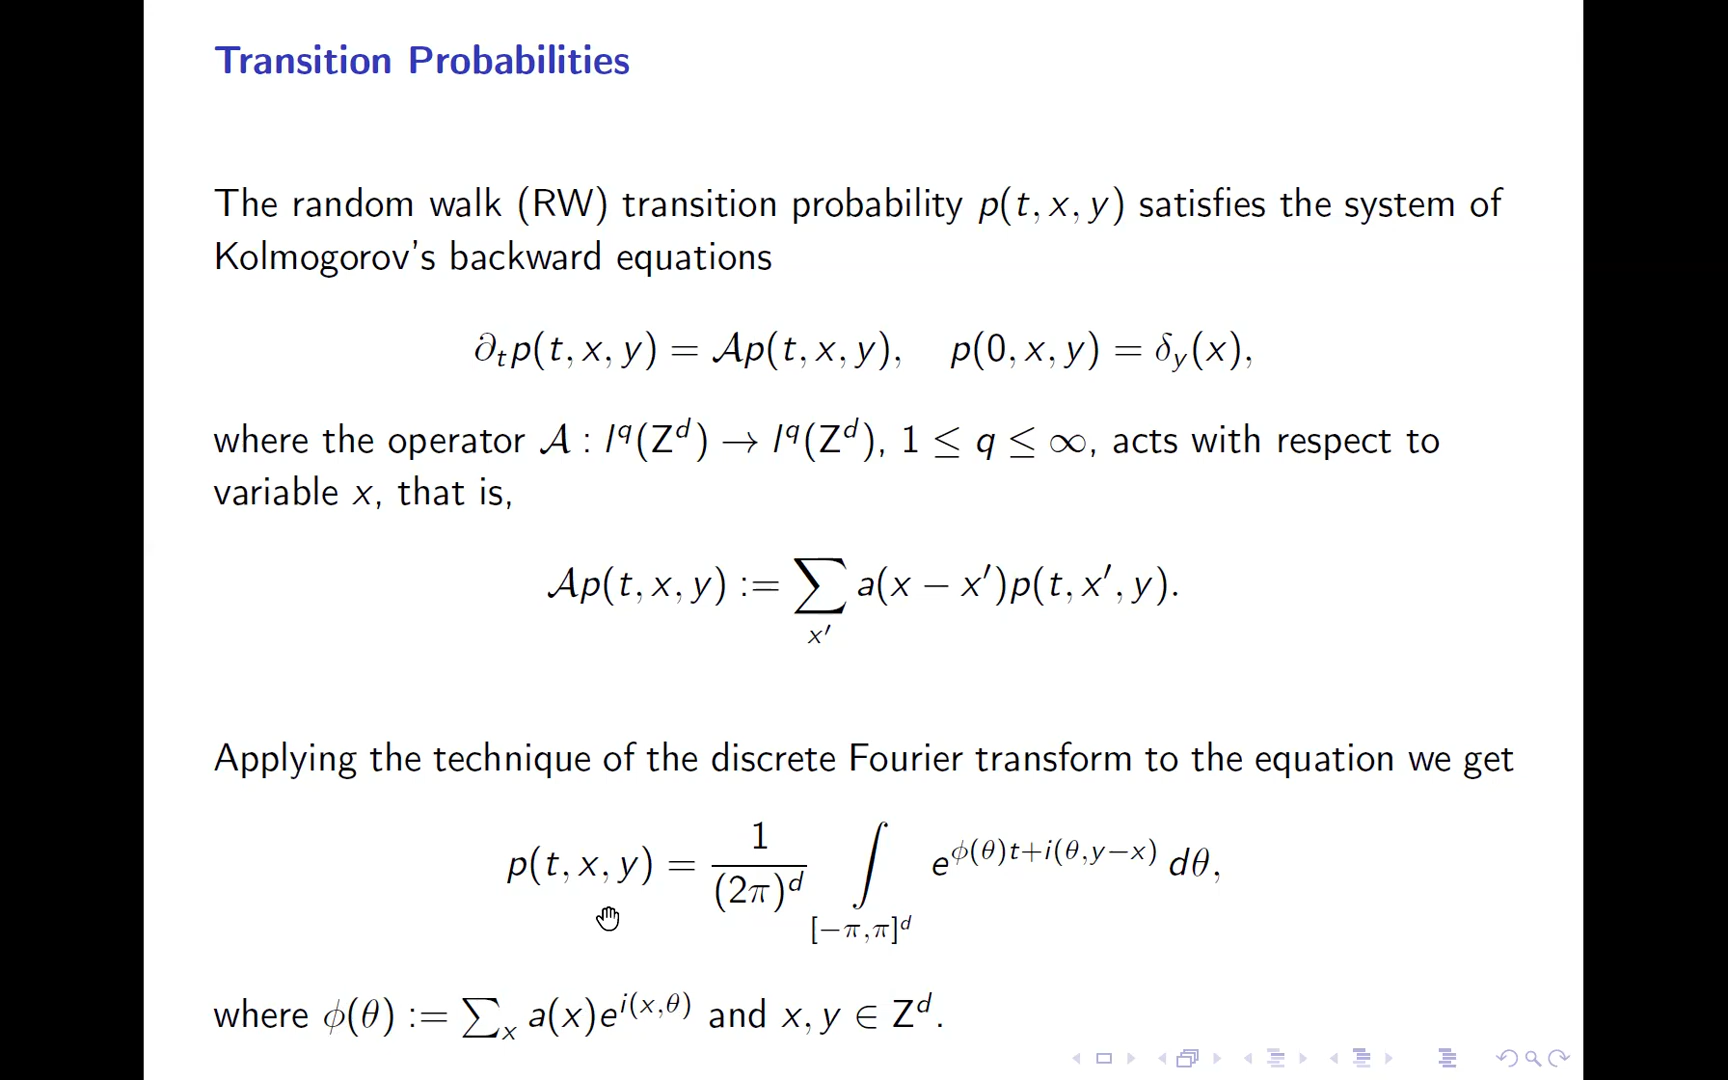 Transition Probabilities
The random walk (RW) transition probability p(t, x, y) satisfies the system of
Kolmogorov's backward equations
∂ₜp(t, x, y) = 𝒜p(t, x, y),   p(0, x, y) = δ_y(x),
where the operator 𝒜 : l^q(Z^d) → l^q(Z^d), 1 ≤ q ≤ ∞, acts with respect to
variable x, that is,
𝒜p(t, x, y) := ∑_{x′} a(x − x′)p(t, x′, y).
Applying the technique of the discrete Fourier transform to the equation we get
p(t, x, y) = 1/(2π)^d ∫_{[−π,π]^d} e^{ϕ(θ)t+i(θ,y−x)} dθ,
where ϕ(θ) := ∑_x a(x)e^{i(x,θ)} and x, y ∈ Z^d.